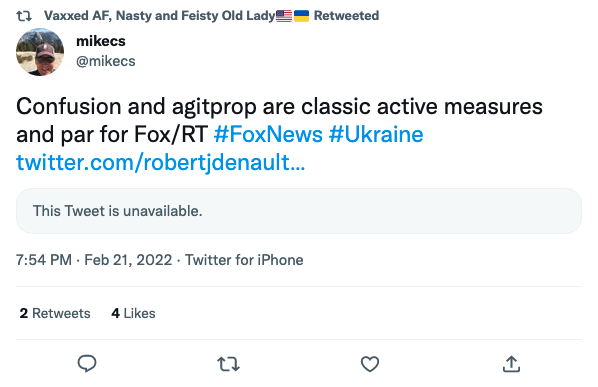 Vaxxed AF, Nasty and Feisty Old Lady🇺🇸🇺🇦 Retweeted
mikecs
@mikecs
Confusion and agitprop are classic active measures
and par for Fox/RT #FoxNews #Ukraine
twitter.com/robertjdenault…
This Tweet is unavailable.
7:54 PM · Feb 21, 2022 · Twitter for iPhone
2 Retweets 4 Likes